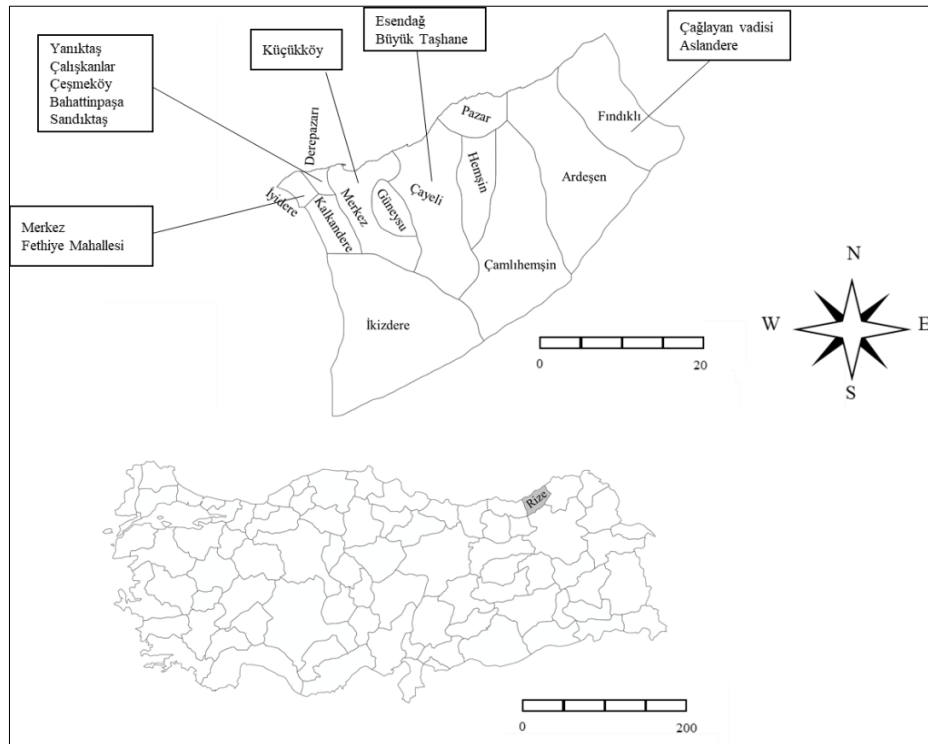 Esendağ
Büyük Taşhane
Çağlayan vadisi
Aslandere
Yanıktaş
Çalışkanlar
Çeşmeköy
Bahattinpaşa
Sandıktaş
Küçükköy
Pazar
Fındıklı
Derepazarı
Hemşin
Ardeşen
İyidere
Kalkandere
Merkez
Güneysu
Çayeli
Merkez
Fethiye Mahallesi
Çamlıhemşin
İkizdere
N
W
E
S
0
20
Rize
0
200